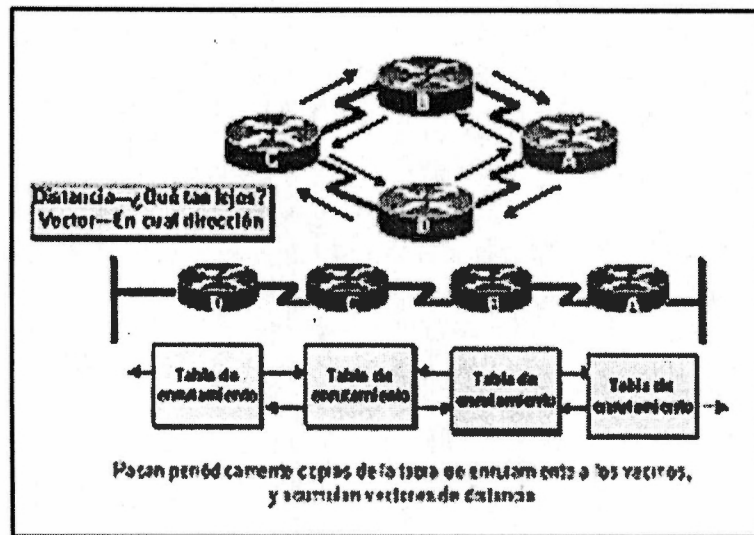 B
C
A
D
Distancia—¿Qué tan lejos?
Vector—En cual dirección
D
C
B
A
Tabla de
enrutamiento
Tabla de
enrutamiento
Tabla de
enrutamiento
Tabla de
enrutamiento
Pasan periódicamente copias de la tabla de enrutamiento a los vecinos,
y acumulan vectores de distancia